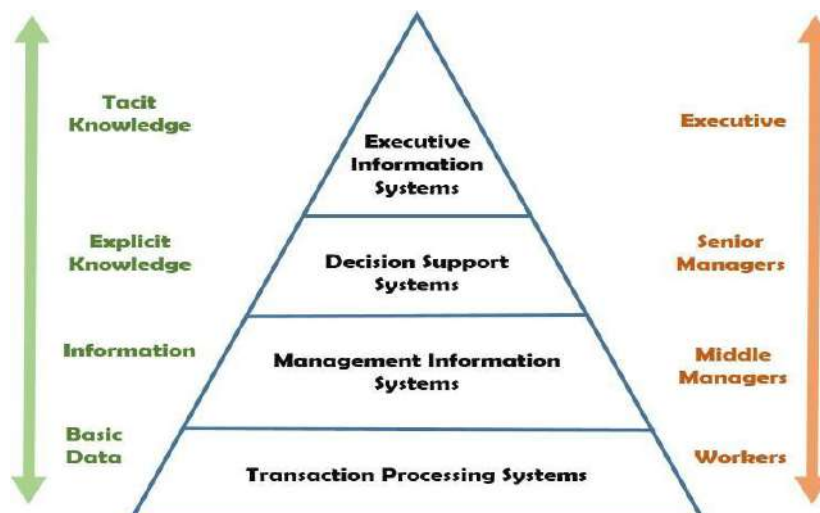 Tacit
Knowledge
Executive
Executive
Information
Systems
Explicit
Knowledge
Decision Support
Systems
Senior
Managers
Information
Management Information
Systems
Middle
Managers
Basic
Data
Transaction Processing Systems
Workers